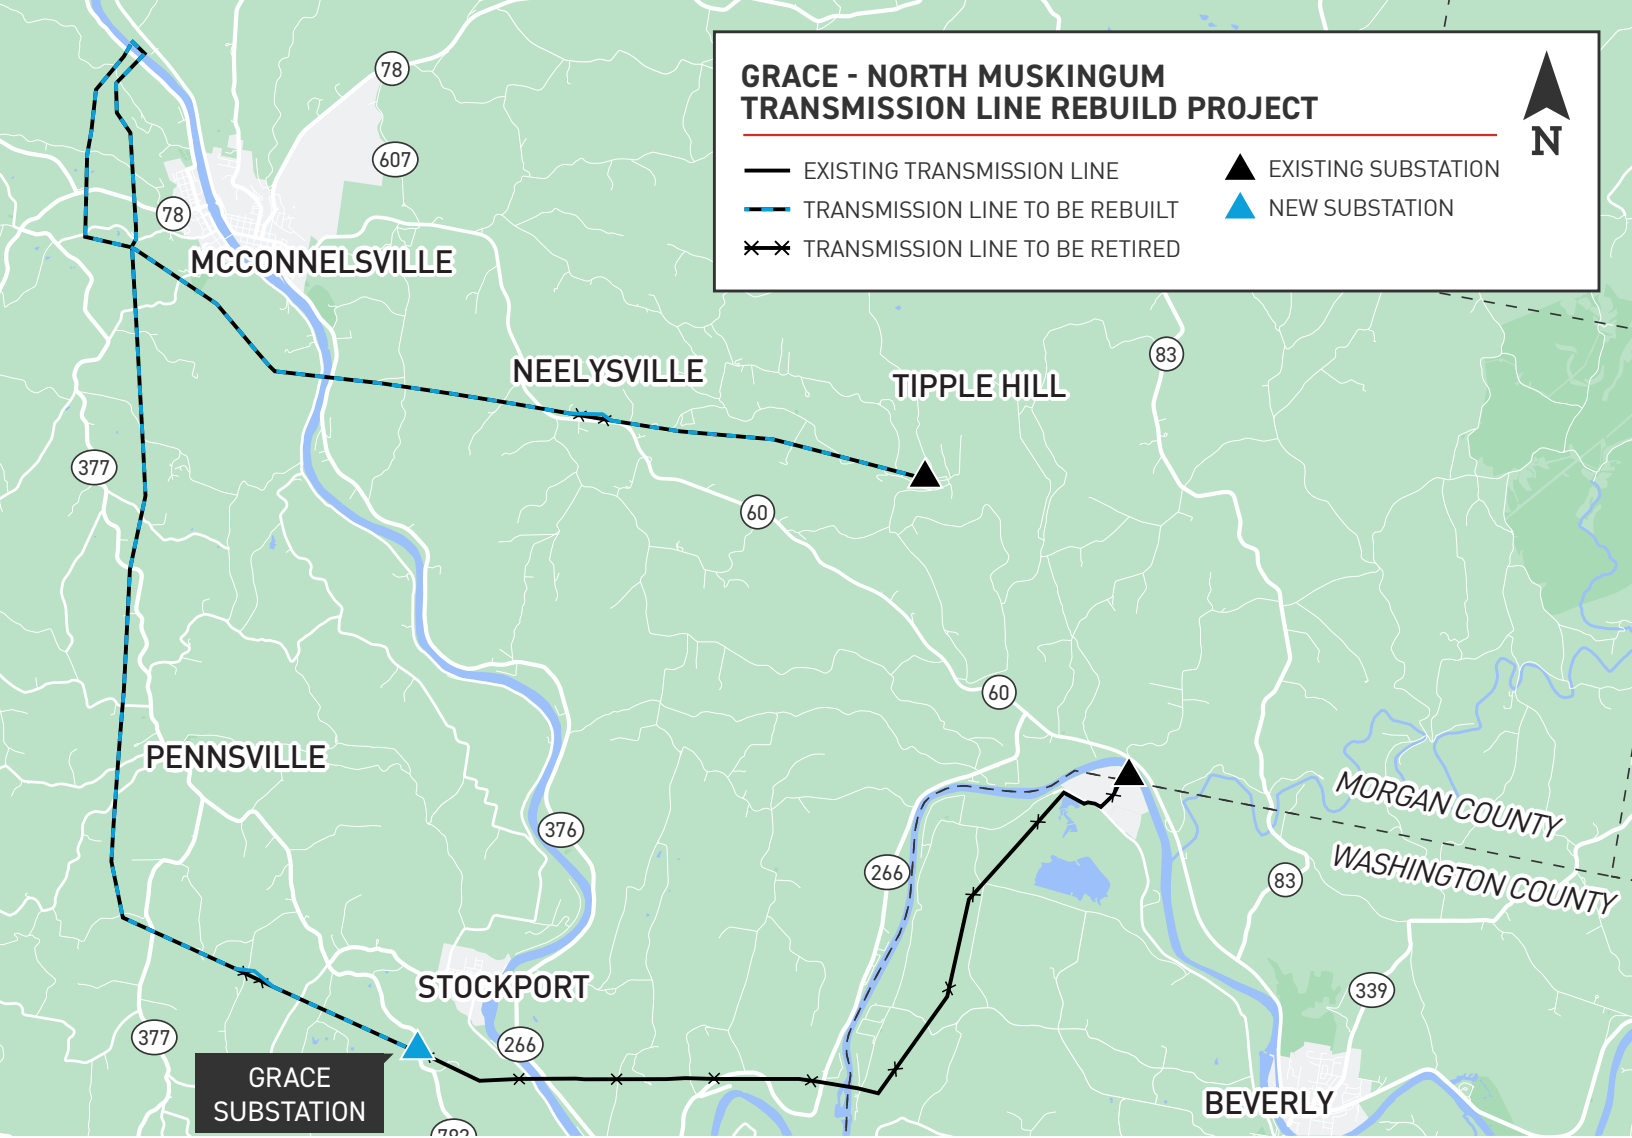 GRACE - NORTH MUSKINGUM
TRANSMISSION LINE REBUILD PROJECT
N
EXISTING TRANSMISSION LINE
TRANSMISSION LINE TO BE REBUILT
TRANSMISSION LINE TO BE RETIRED
EXISTING SUBSTATION
NEW SUBSTATION
78
607
78
MCCONNELSVILLE
83
NEELYSVILLE
TIPPLE HILL
377
60
60
PENNSVILLE
MORGAN COUNTY
376
WASHINGTON COUNTY
266
83
STOCKPORT
339
377
266
GRACE
SUBSTATION
BEVERLY